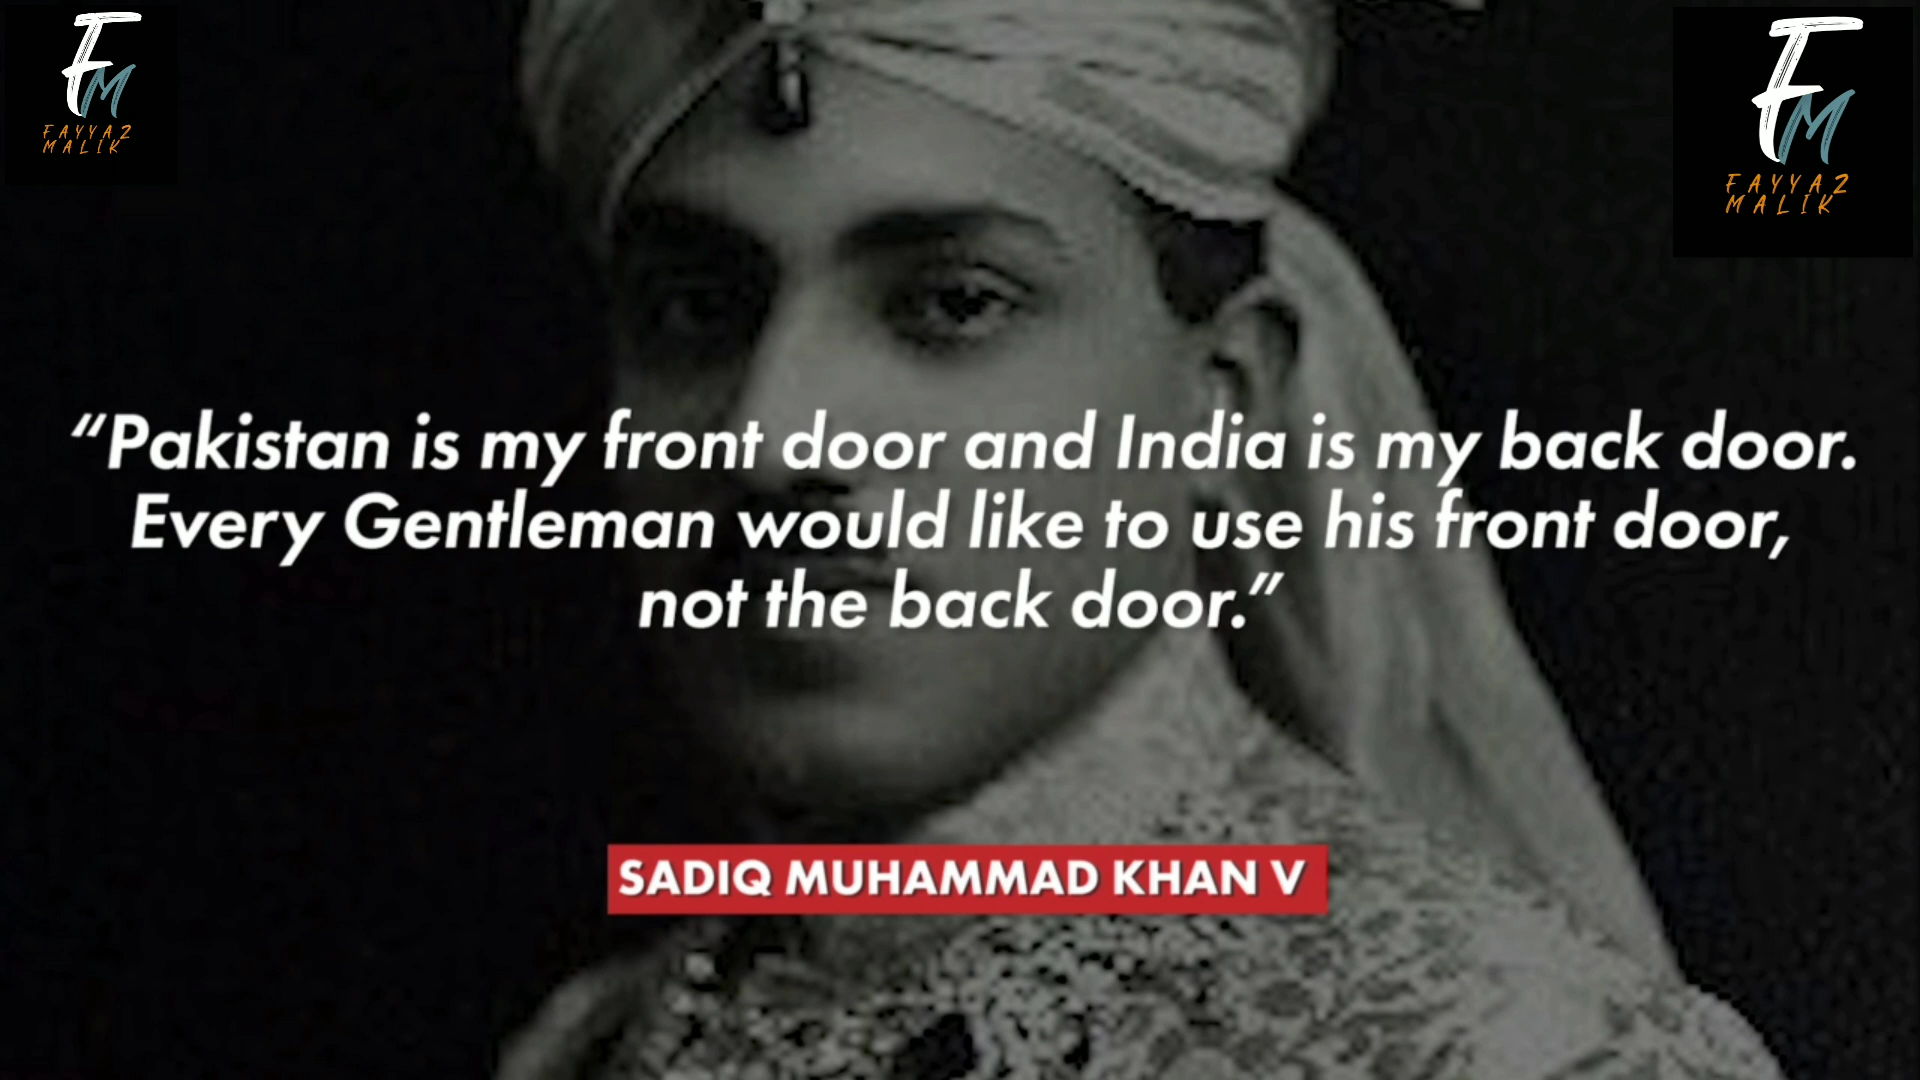 FM
FAYYAZ
MALIK
FM
FAYYAZ
MALIK
“Pakistan is my front door and India is my back door.
Every Gentleman would like to use his front door,
not the back door.”
SADIQ MUHAMMAD KHAN V